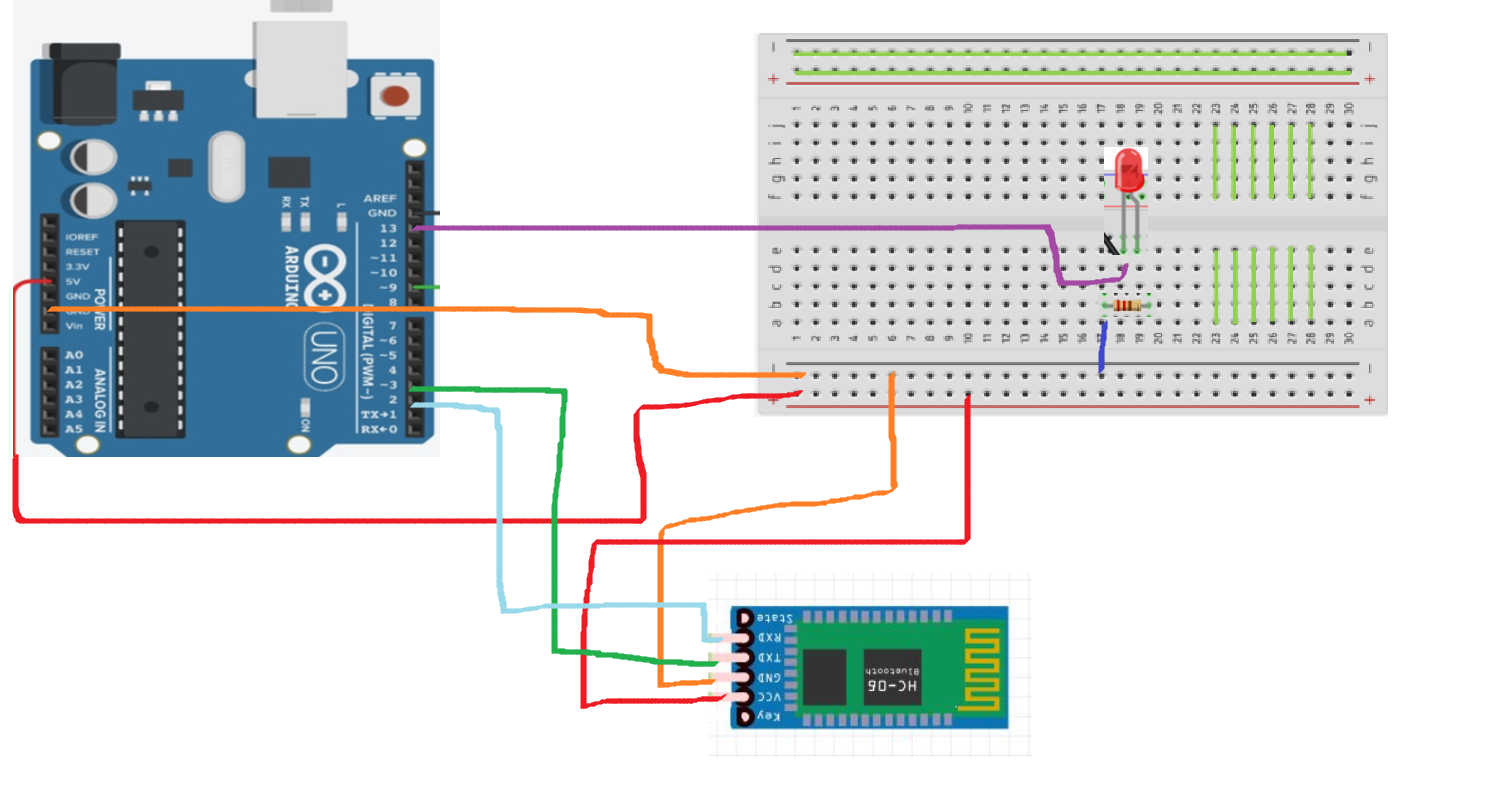 AREF
GND
13
12
~11
~10
~9
8
7
~6
~5
4
~3
2
TX→1
RX←0
DIGITAL (PWM~)
IOREF
RESET
3.3V
5V
GND
GND
Vin
POWER
A0
A1
A2
A3
A4
A5
ANALOG IN
RX
TX
L
ON
ARDUINO
UNO
1 2 3 4 5 6 7 8 9 10 11 12 13 14 15 16 17 18 19 20 21 22 23 24 25 26 27 28 29 30
j
i
h
g
f
e
d
c
b
a
1 2 3 4 5 6 7 8 9 10 11 12 13 14 15 16 17 18 19 20 21 22 23 24 25 26 27 28 29 30
State
RXD
TXD
GND
VCC
Key
HC-06
Bluetooth